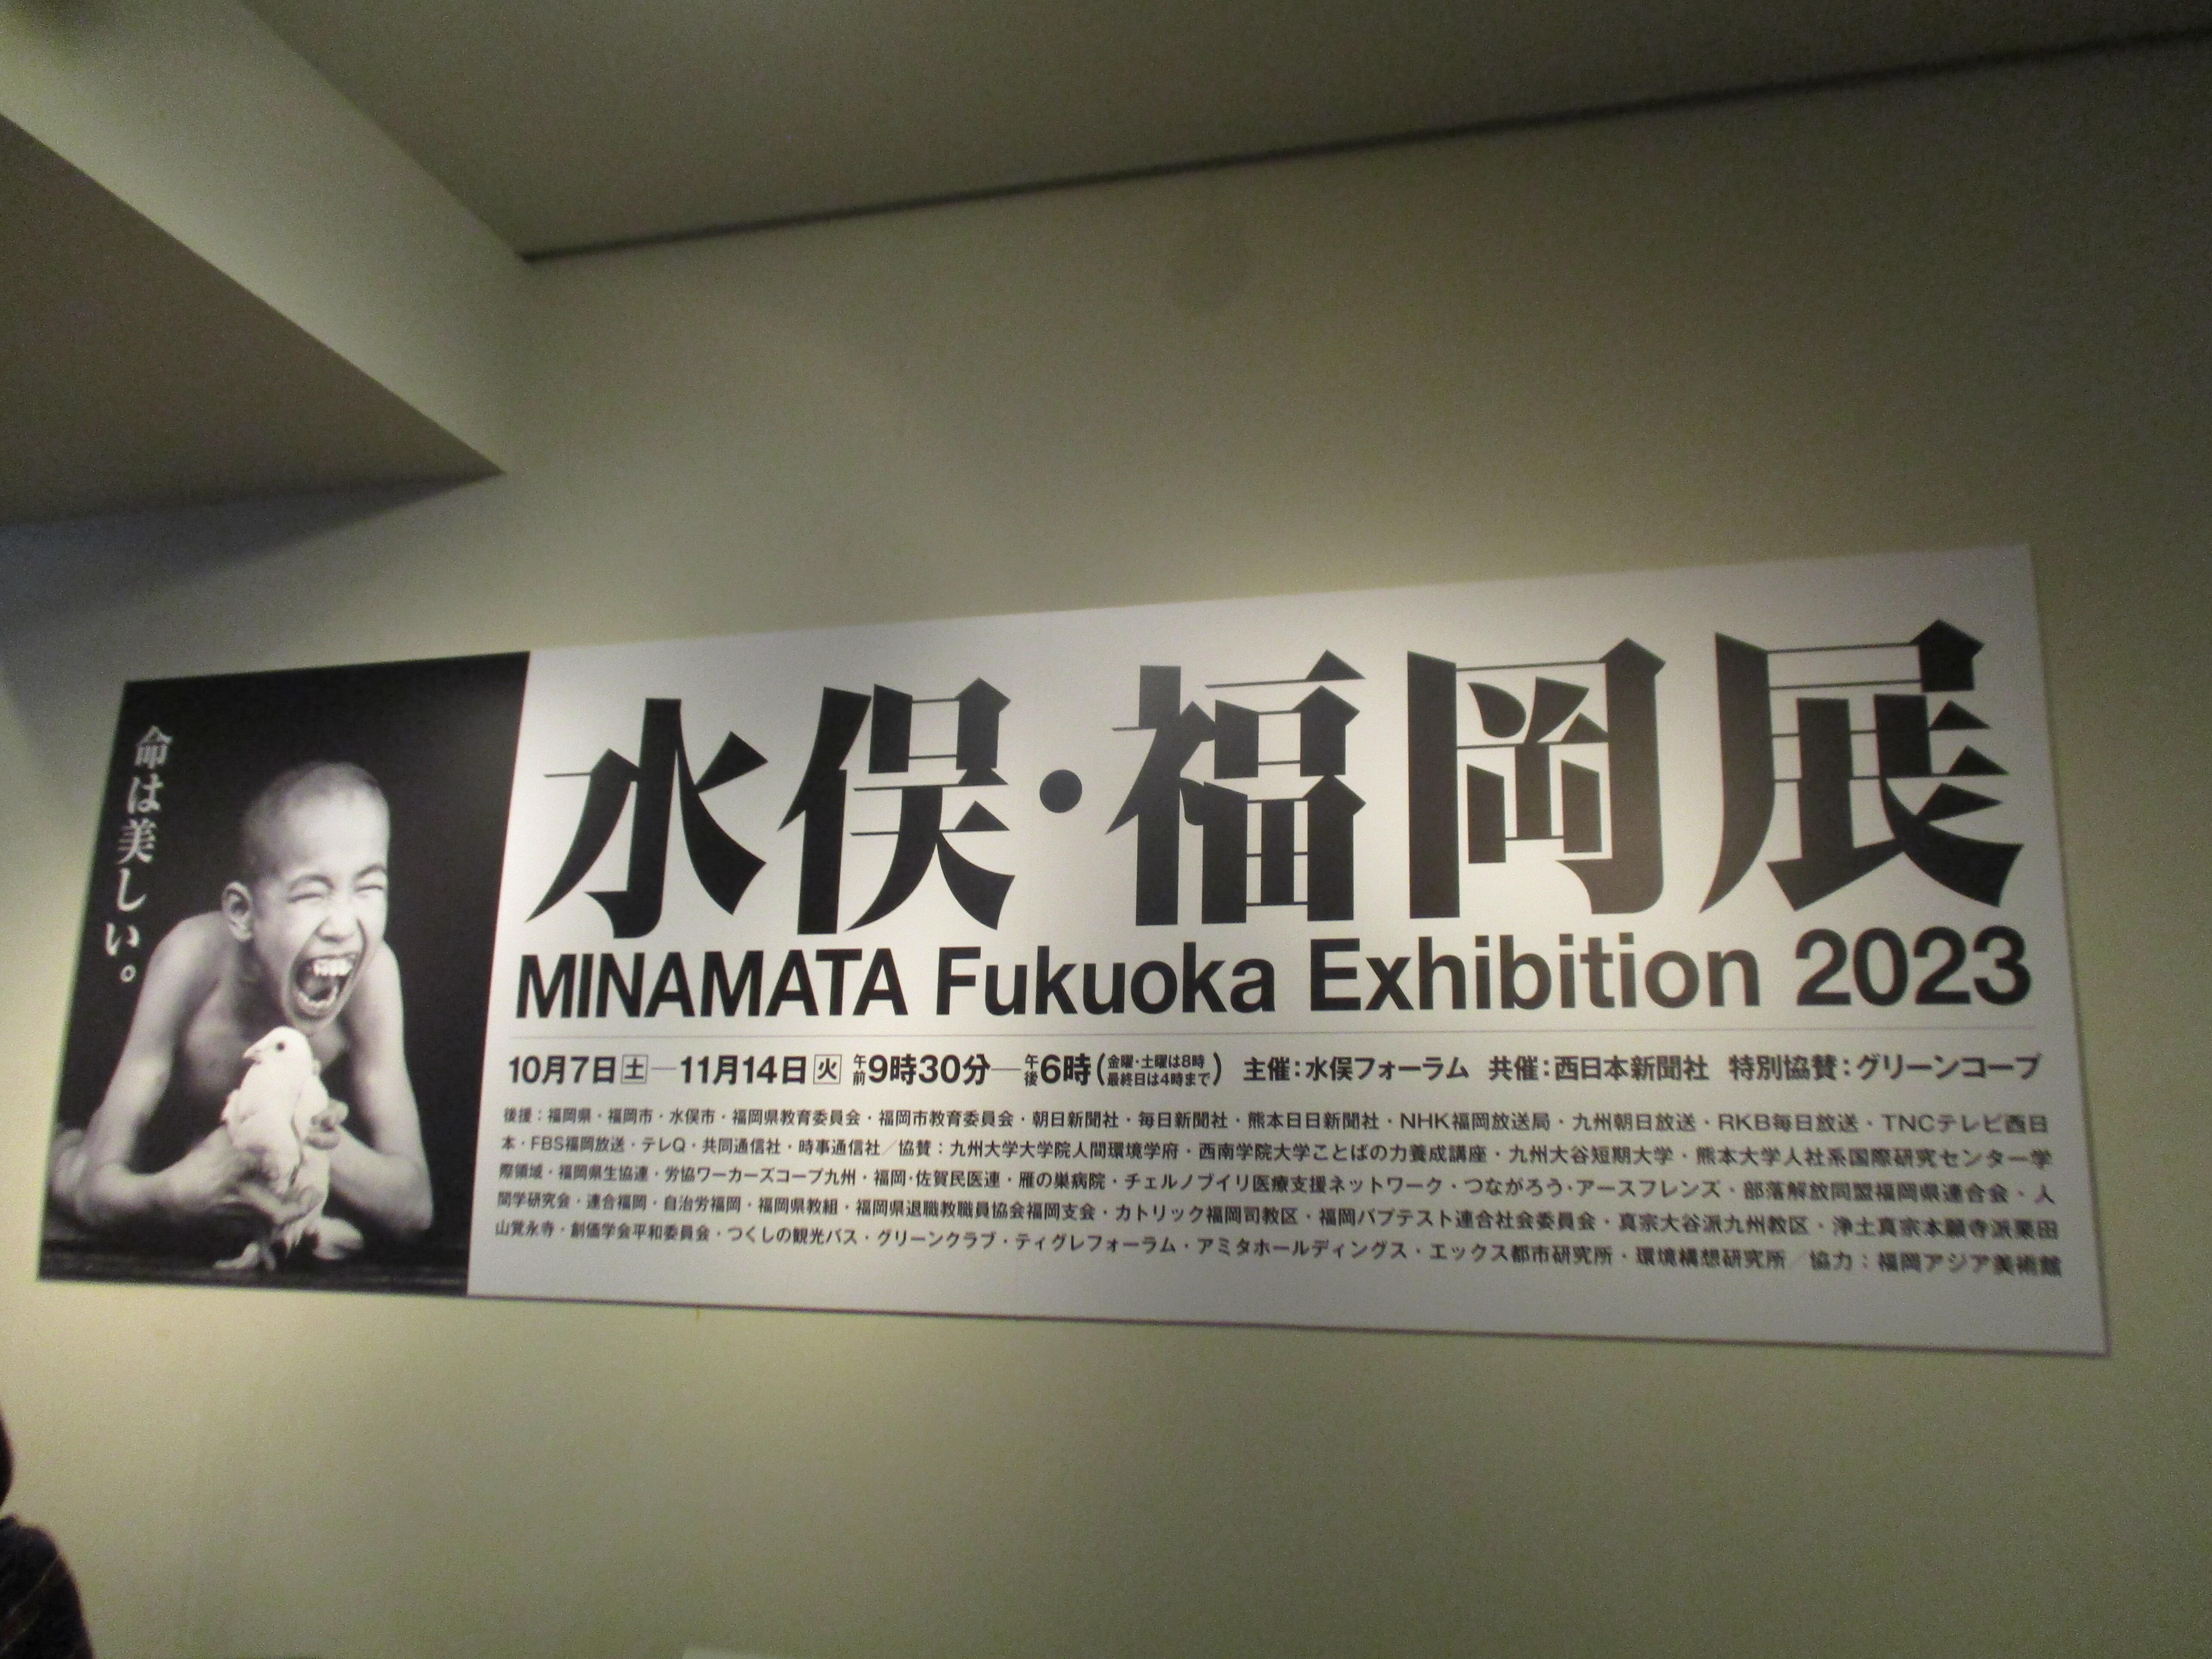 命は美しい。
水俣・福岡展
MINAMATA Fukuoka Exhibition 2023
10月7日土―11月14日火 午前9時30分―午後6時(金曜・土曜は8時 最終日は4時まで) 主催：水俣フォーラム 共催：西日本新聞社 特別協賛：グリーンコープ
後援：福岡県・福岡市・水俣市・福岡県教育委員会・福岡市教育委員会・朝日新聞社・毎日新聞社・熊本日日新聞社・NHK福岡放送局・九州朝日放送・RKB毎日放送・TNCテレビ西日
本・FBS福岡放送・テレQ・共同通信社・時事通信社／協賛：九州大学大学院人間環境学府・西南学院大学ことばの力養成講座・九州大谷短期大学・熊本大学人社系国際研究センター学
際領域・福岡県生協連・労協ワーカーズコープ九州・福岡・佐賀民医連・雁の巣病院・チェルノブイリ医療支援ネットワーク・つながろう・アースフレンズ・部落解放同盟福岡県連合会・人
間学研究会・連合福岡・自治労福岡・福岡県教組・福岡県退職教職員協会福岡支会・カトリック福岡司教区・福岡バプテスト連合社会委員会・真宗大谷派九州教区・浄土真宗本願寺派粟田
山覚永寺・創価学会平和委員会・つくしの観光バス・グリーンクラブ・ティグレフォーラム・アミタホールディングス・エックス都市研究所・環境構想研究所／協力：福岡アジア美術館